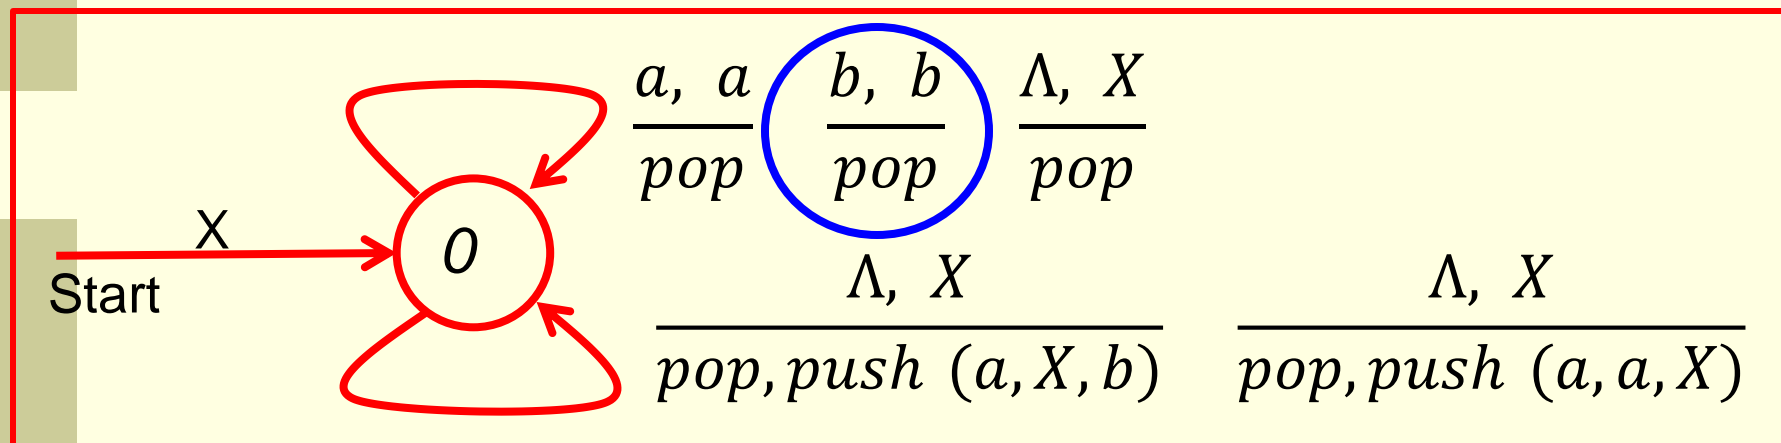 a, a b, b Λ, X
pop pop pop
X
0
Start
Λ, X Λ, X
pop, push (a, X, b) pop, push (a, a, X)